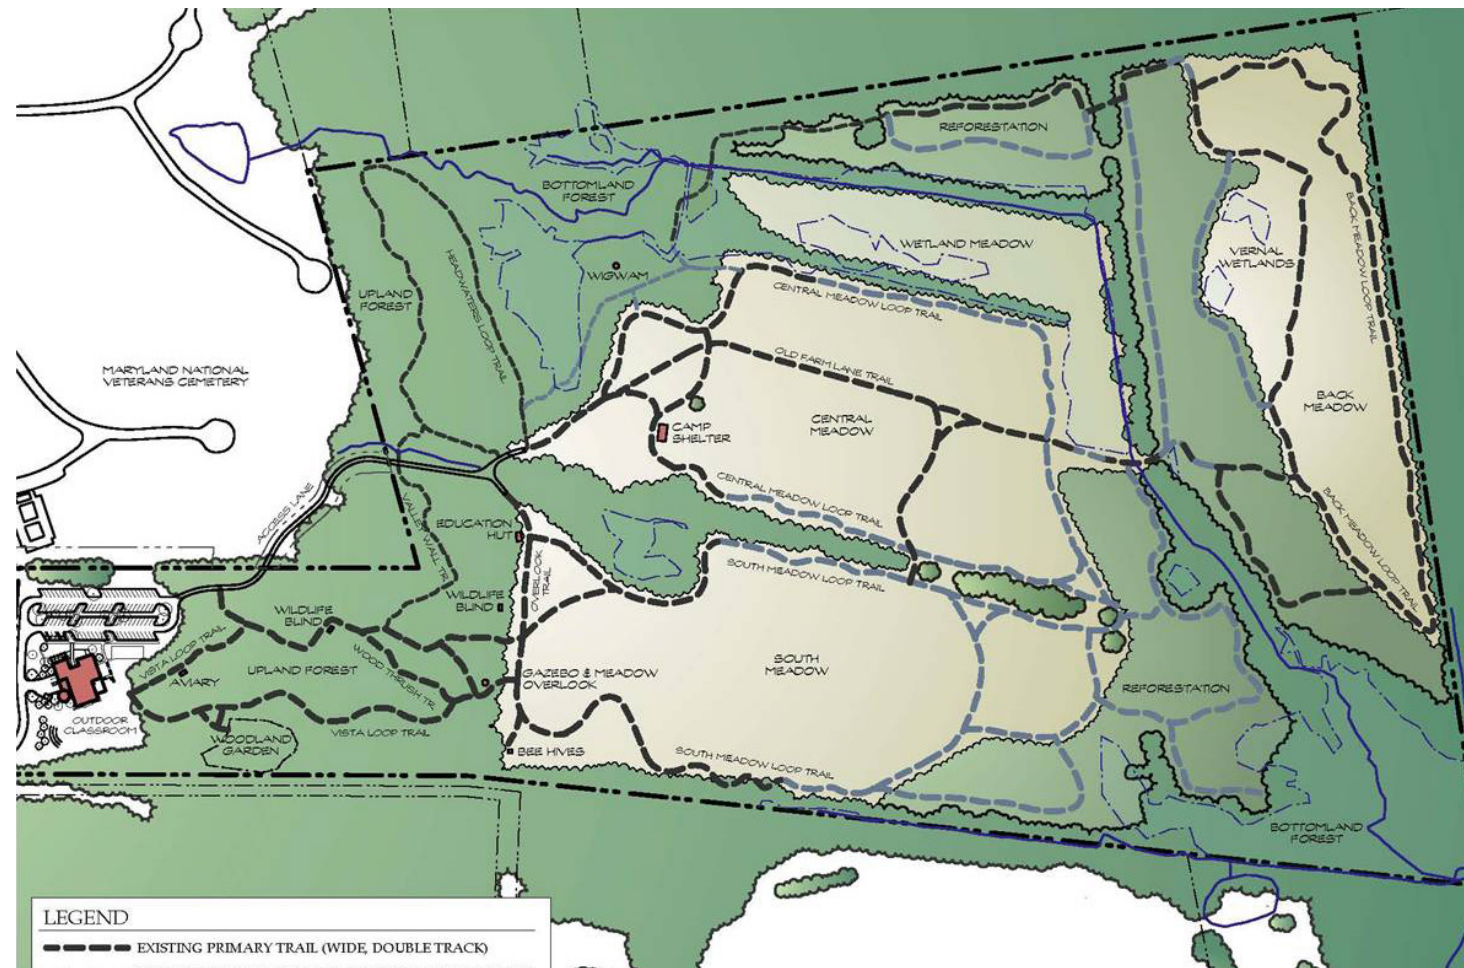 REFORESTATION
BOTTOMLAND
FOREST
WETLAND MEADOW
VERNAL
WETLANDS
BACK MEADOW LOOP TRAIL
HEADWATERS LOOP TRAIL
WIGWAM
UPLAND
FOREST
CENTRAL MEADOW LOOP TRAIL
OLD FARM LANE TRAIL
MARYLAND NATIONAL
VETERANS CEMETERY
BACK
MEADOW
CENTRAL
MEADOW
CAMP
SHELTER
CENTRAL MEADOW LOOP TRAIL
BACK MEADOW LOOP TRAIL
ACCESS LANE
VALLEY WALL TR.
EDUCATION
HUT
OVERLOOK
TRAIL
SOUTH MEADOW LOOP TRAIL
WILDLIFE
BLIND
WILDLIFE
BLIND
VISTA LOOP TRAIL
UPLAND FOREST
WOOD THRUSH TR.
AVIARY
GAZEBO & MEADOW
OVERLOOK
SOUTH
MEADOW
REFORESTATION
OUTDOOR
CLASSROOM
WOODLAND
GARDEN
VISTA LOOP TRAIL
BEE HIVES
SOUTH MEADOW LOOP TRAIL
BOTTOMLAND
FOREST
LEGEND
EXISTING PRIMARY TRAIL (WIDE, DOUBLE TRACK)